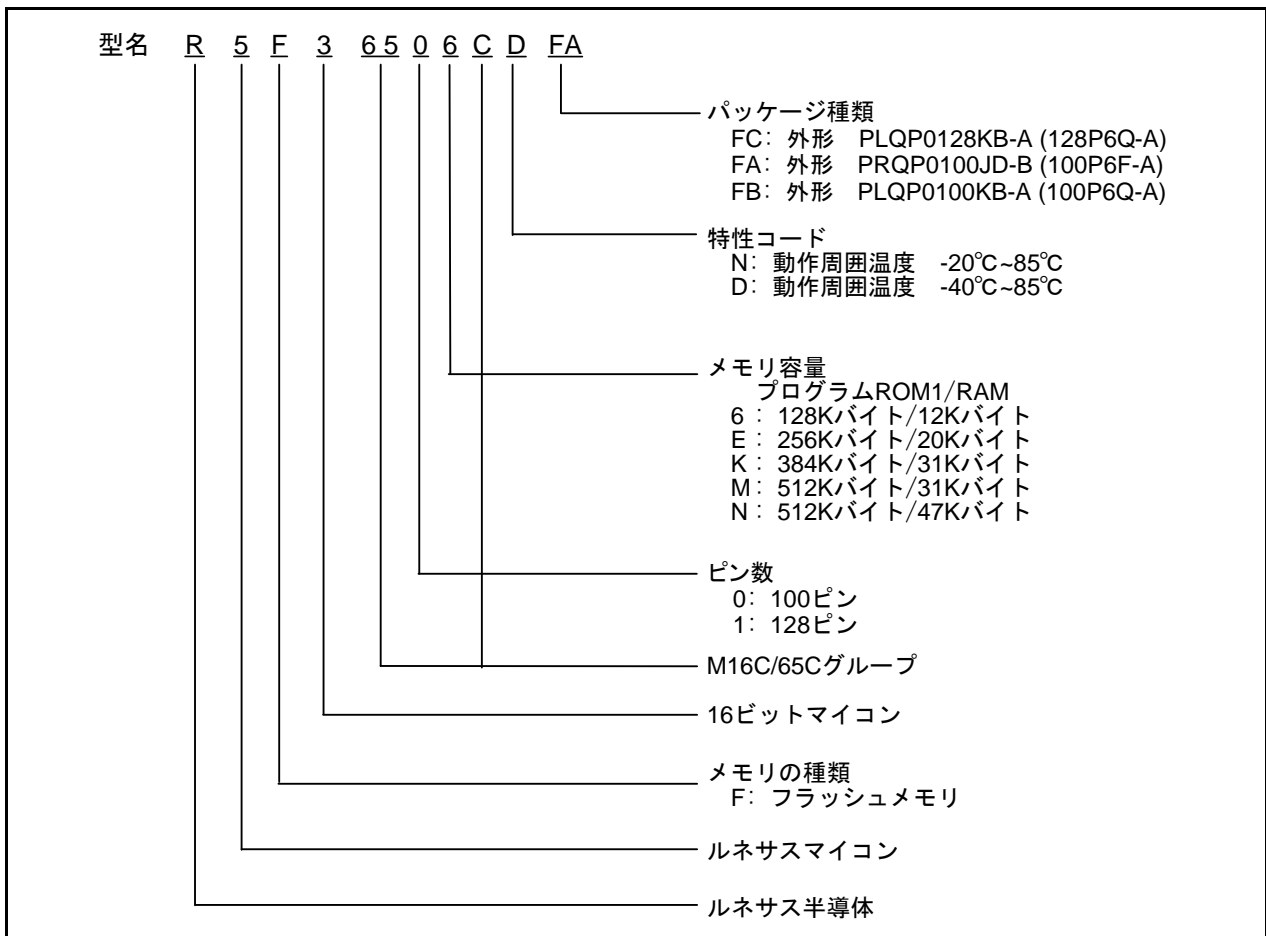 型名 R 5 F 3 65 0 6 C D FA
パッケージ種類
FC: 外形 PLQP0128KB-A (128P6Q-A)
FA: 外形 PRQP0100JD-B (100P6F-A)
FB: 外形 PLQP0100KB-A (100P6Q-A)
特性コード
N: 動作周囲温度 -20℃~85℃
D: 動作周囲温度 -40℃~85℃
メモリ容量
プログラムROM1/RAM
6 : 128Kバイト/12Kバイト
E : 256Kバイト/20Kバイト
K : 384Kバイト/31Kバイト
M : 512Kバイト/31Kバイト
N : 512Kバイト/47Kバイト
ピン数
0: 100ピン
1: 128ピン
M16C/65Cグループ
16ビットマイコン
メモリの種類
F: フラッシュメモリ
ルネサスマイコン
ルネサス半導体